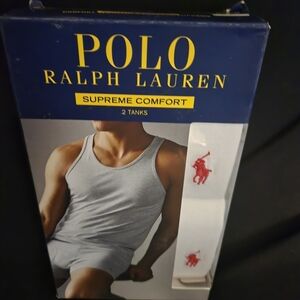 POLO
RALPH LAUREN
SUPREME COMFORT
2 TANKS